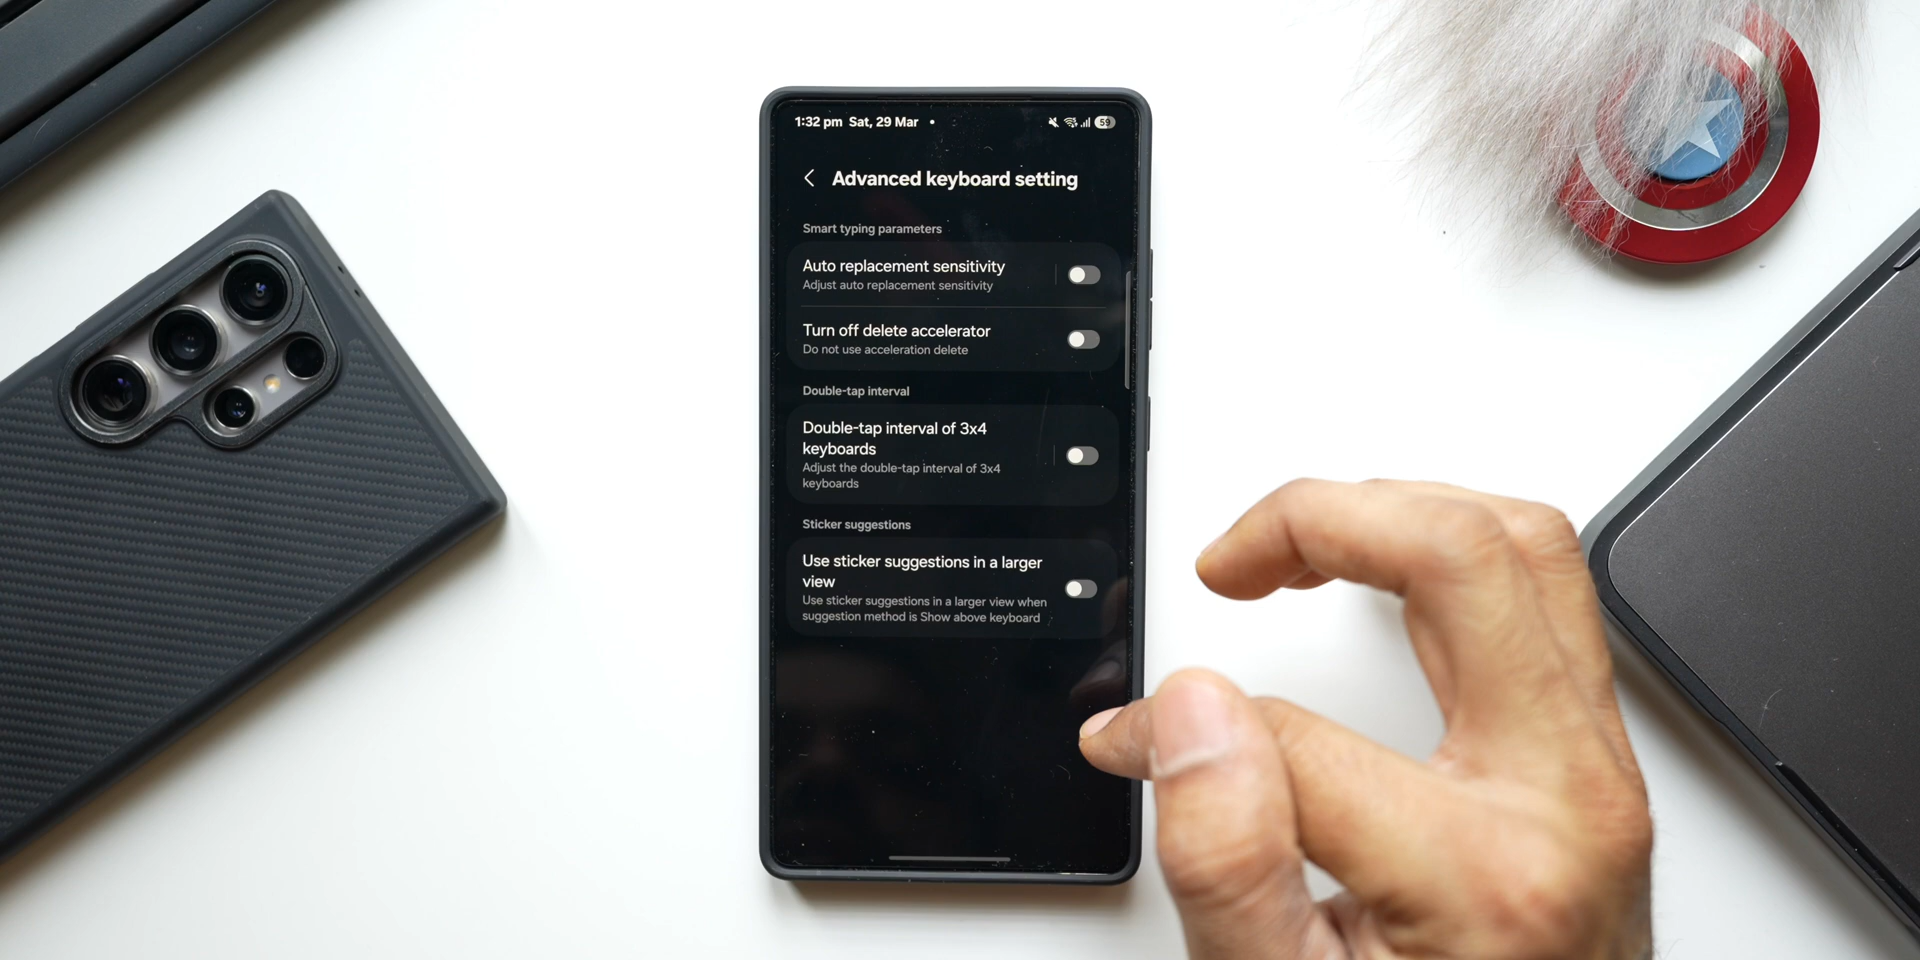 1:32 pm Sat, 29 Mar
59
Advanced keyboard setting
Smart typing parameters
Auto replacement sensitivity
Adjust auto replacement sensitivity
Turn off delete accelerator
Do not use acceleration delete
Double-tap interval
Double-tap interval of 3x4
keyboards
Adjust the double-tap interval of 3x4
keyboards
Sticker suggestions
Use sticker suggestions in a larger
view
Use sticker suggestions in a larger view when
suggestion method is Show above keyboard